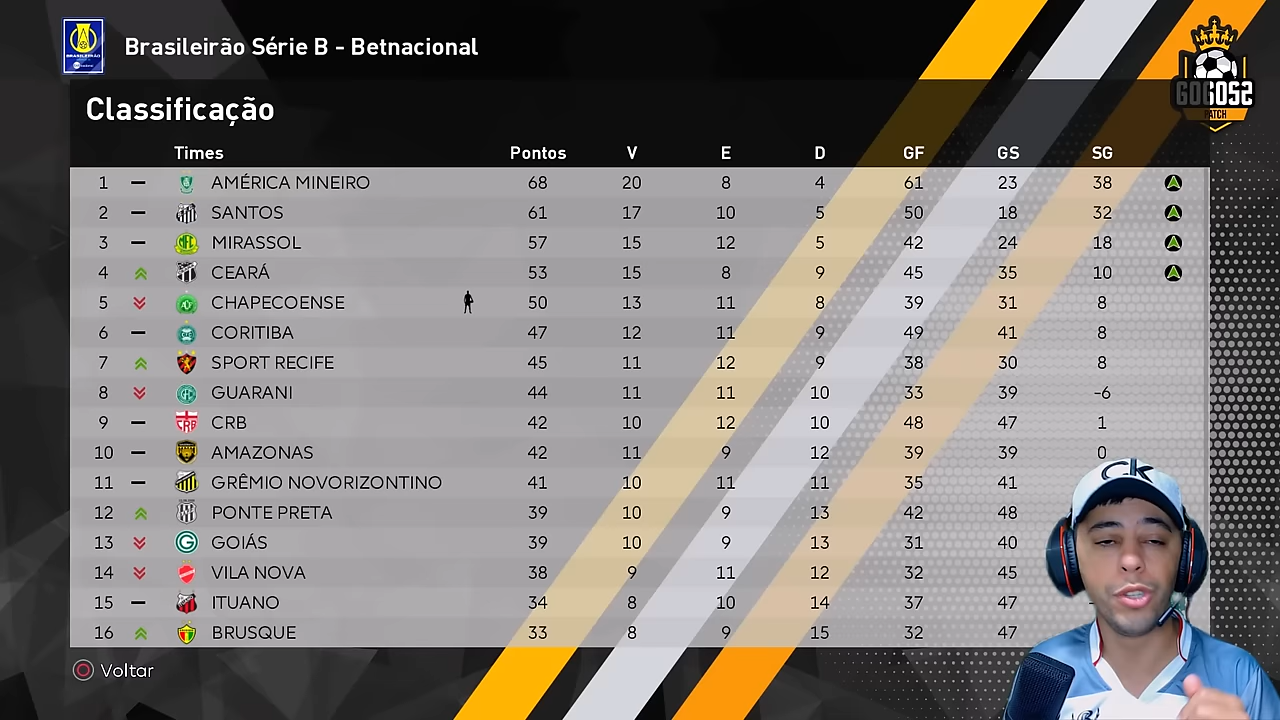 Brasileirão Série B - Betnacional
GOGOS2
PATCH
Classificação
Times Pontos V E D GF GS SG
1 AMÉRICA MINEIRO 68 20 8 4 61 23 38
2 SANTOS 61 17 10 5 50 18 32
3 MIRASSOL 57 15 12 5 42 24 18
4 CEARÁ 53 15 8 9 45 35 10
5 CHAPECOENSE 50 13 11 8 39 31 8
6 CORITIBA 47 12 11 9 49 41 8
7 SPORT RECIFE 45 11 12 9 38 30 8
8 GUARANI 44 11 11 10 33 39 -6
9 CRB 42 10 12 10 48 47 1
10 AMAZONAS 42 11 9 12 39 39 0
11 GRÊMIO NOVORIZONTINO 41 10 11 11 35 41
12 PONTE PRETA 39 10 9 13 42 48
13 GOIÁS 39 10 9 13 31 40
14 VILA NOVA 38 9 11 12 32 45
15 ITUANO 34 8 10 14 37 47
16 BRUSQUE 33 8 9 15 32 47
Voltar
CK